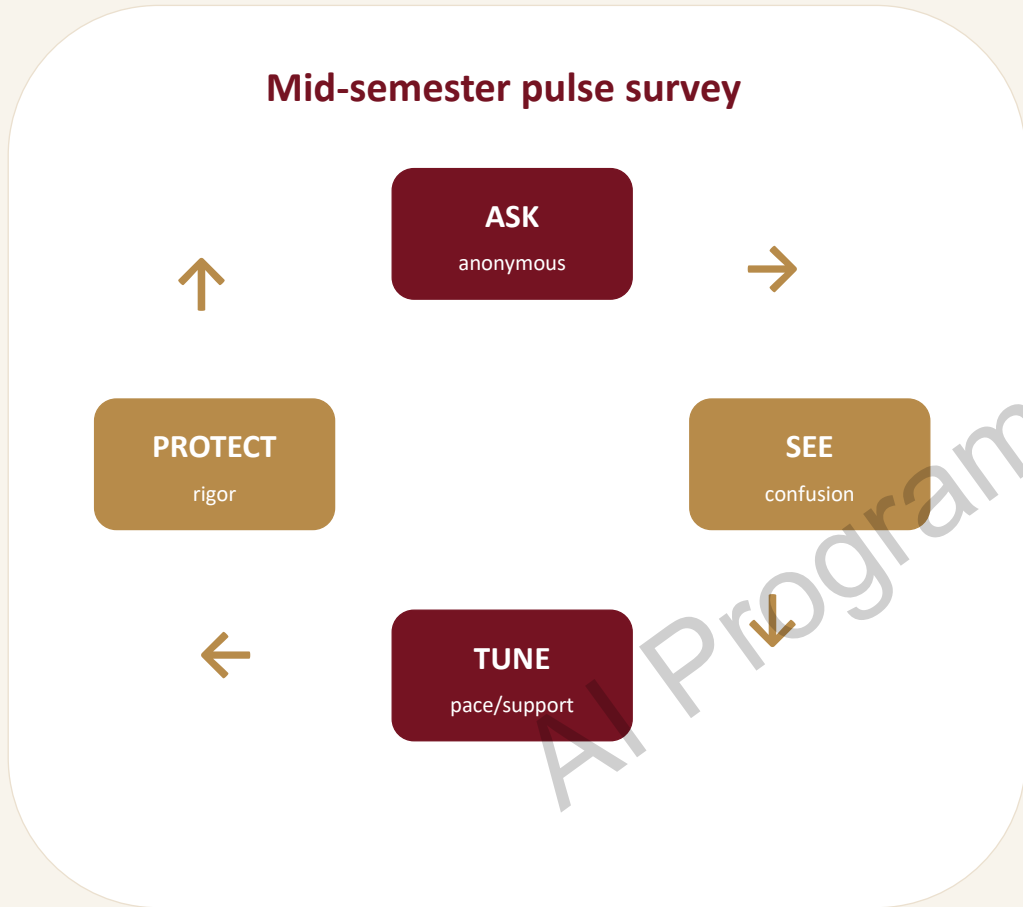 Mid-semester pulse survey
ASK
anonymous
PROTECT
rigor
SEE
confusion
TUNE
pace/support
AI Program